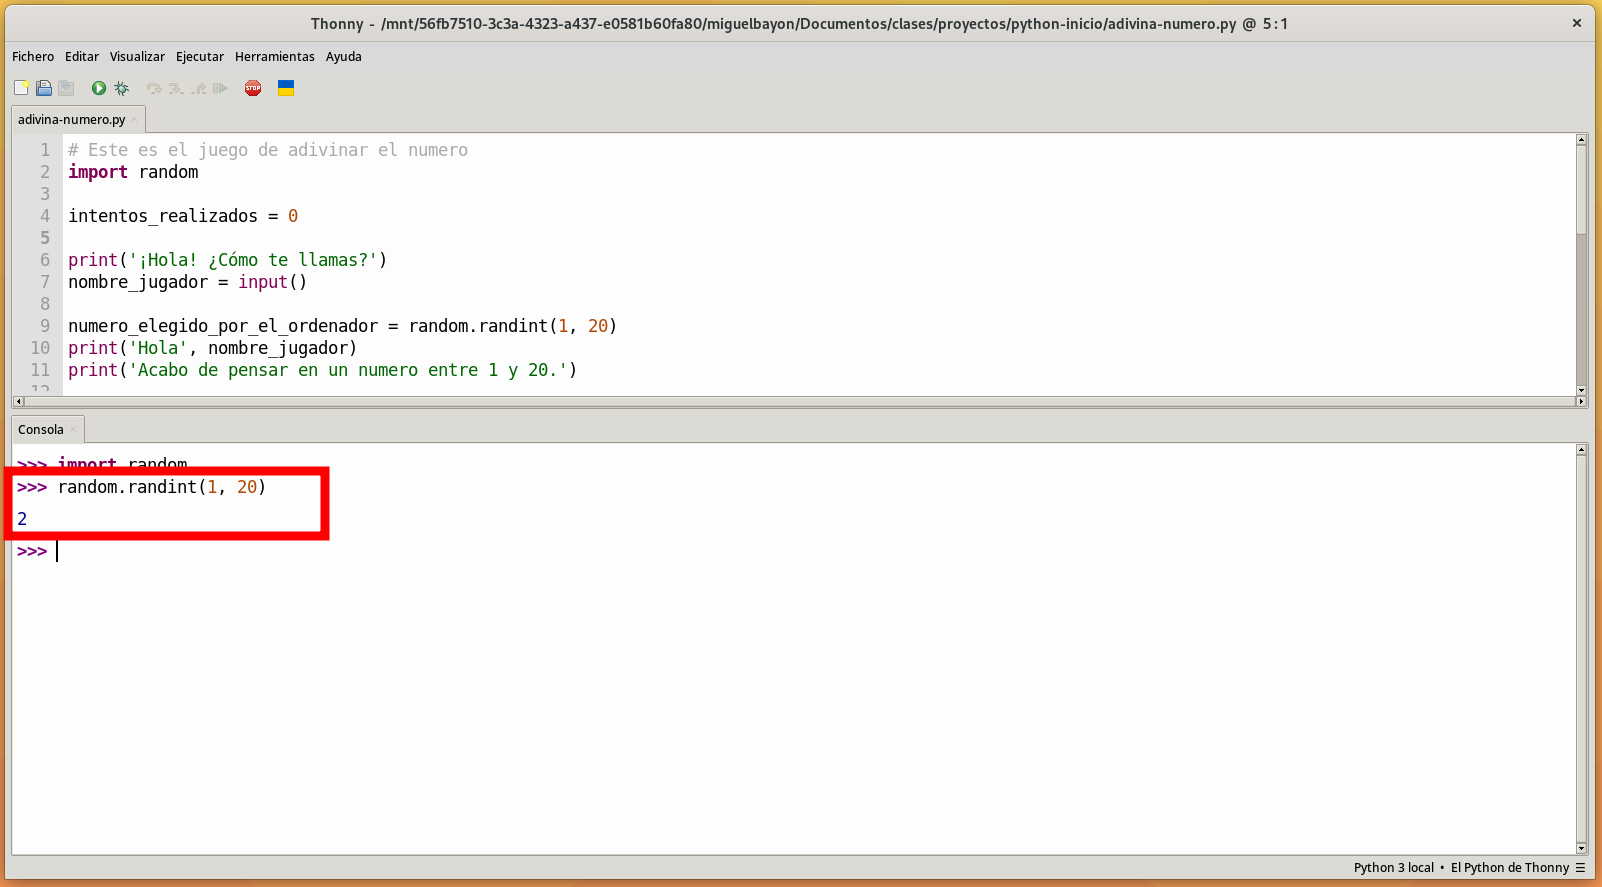 Thonny - /mnt/56fb7510-3c3a-4323-a437-e0581b60fa80/miguelbayon/Documentos/clases/proyectos/python-inicio/adivina-numero.py @ 5:1
Fichero Editar Visualizar Ejecutar Herramientas Ayuda
STOP
adivina-numero.py
1 # Este es el juego de adivinar el numero
2 import random
3
4 intentos_realizados = 0
5
6 print('¡Hola! ¿Cómo te llamas?')
7 nombre_jugador = input()
8
9 numero_elegido_por_el_ordenador = random.randint(1, 20)
10 print('Hola', nombre_jugador)
11 print('Acabo de pensar en un numero entre 1 y 20.')
12
Consola
>>> import random
>>> random.randint(1, 20)
2
>>>
Python 3 local • El Python de Thonny ☰